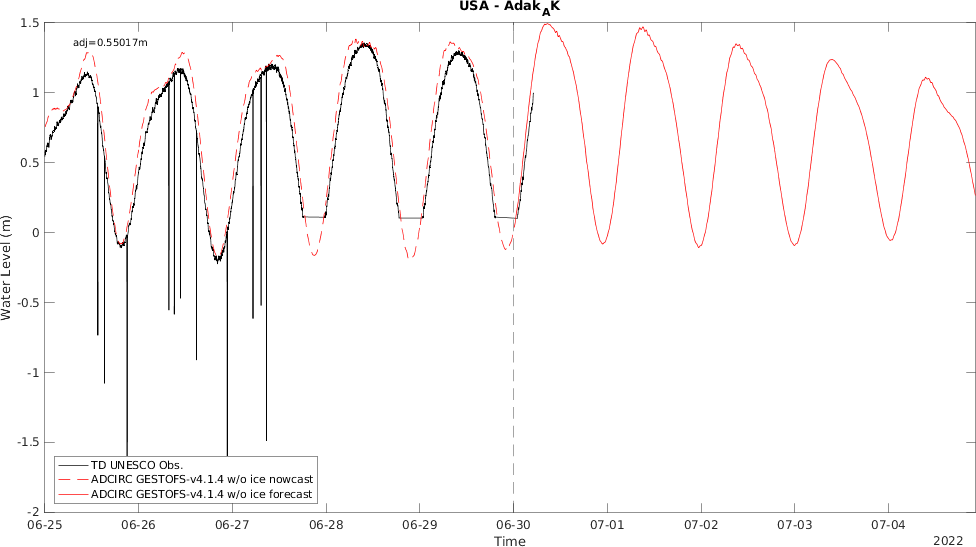 USA - Adak_AK
adj=0.55017m
1.5
1
0.5
0
-0.5
-1
-1.5
-2
Water Level (m)
TD UNESCO Obs.
ADCIRC GESTOFS-v4.1.4 w/o ice nowcast
ADCIRC GESTOFS-v4.1.4 w/o ice forecast
06-25 06-26 06-27 06-28 06-29 06-30 07-01 07-02 07-03 07-04
Time
2022